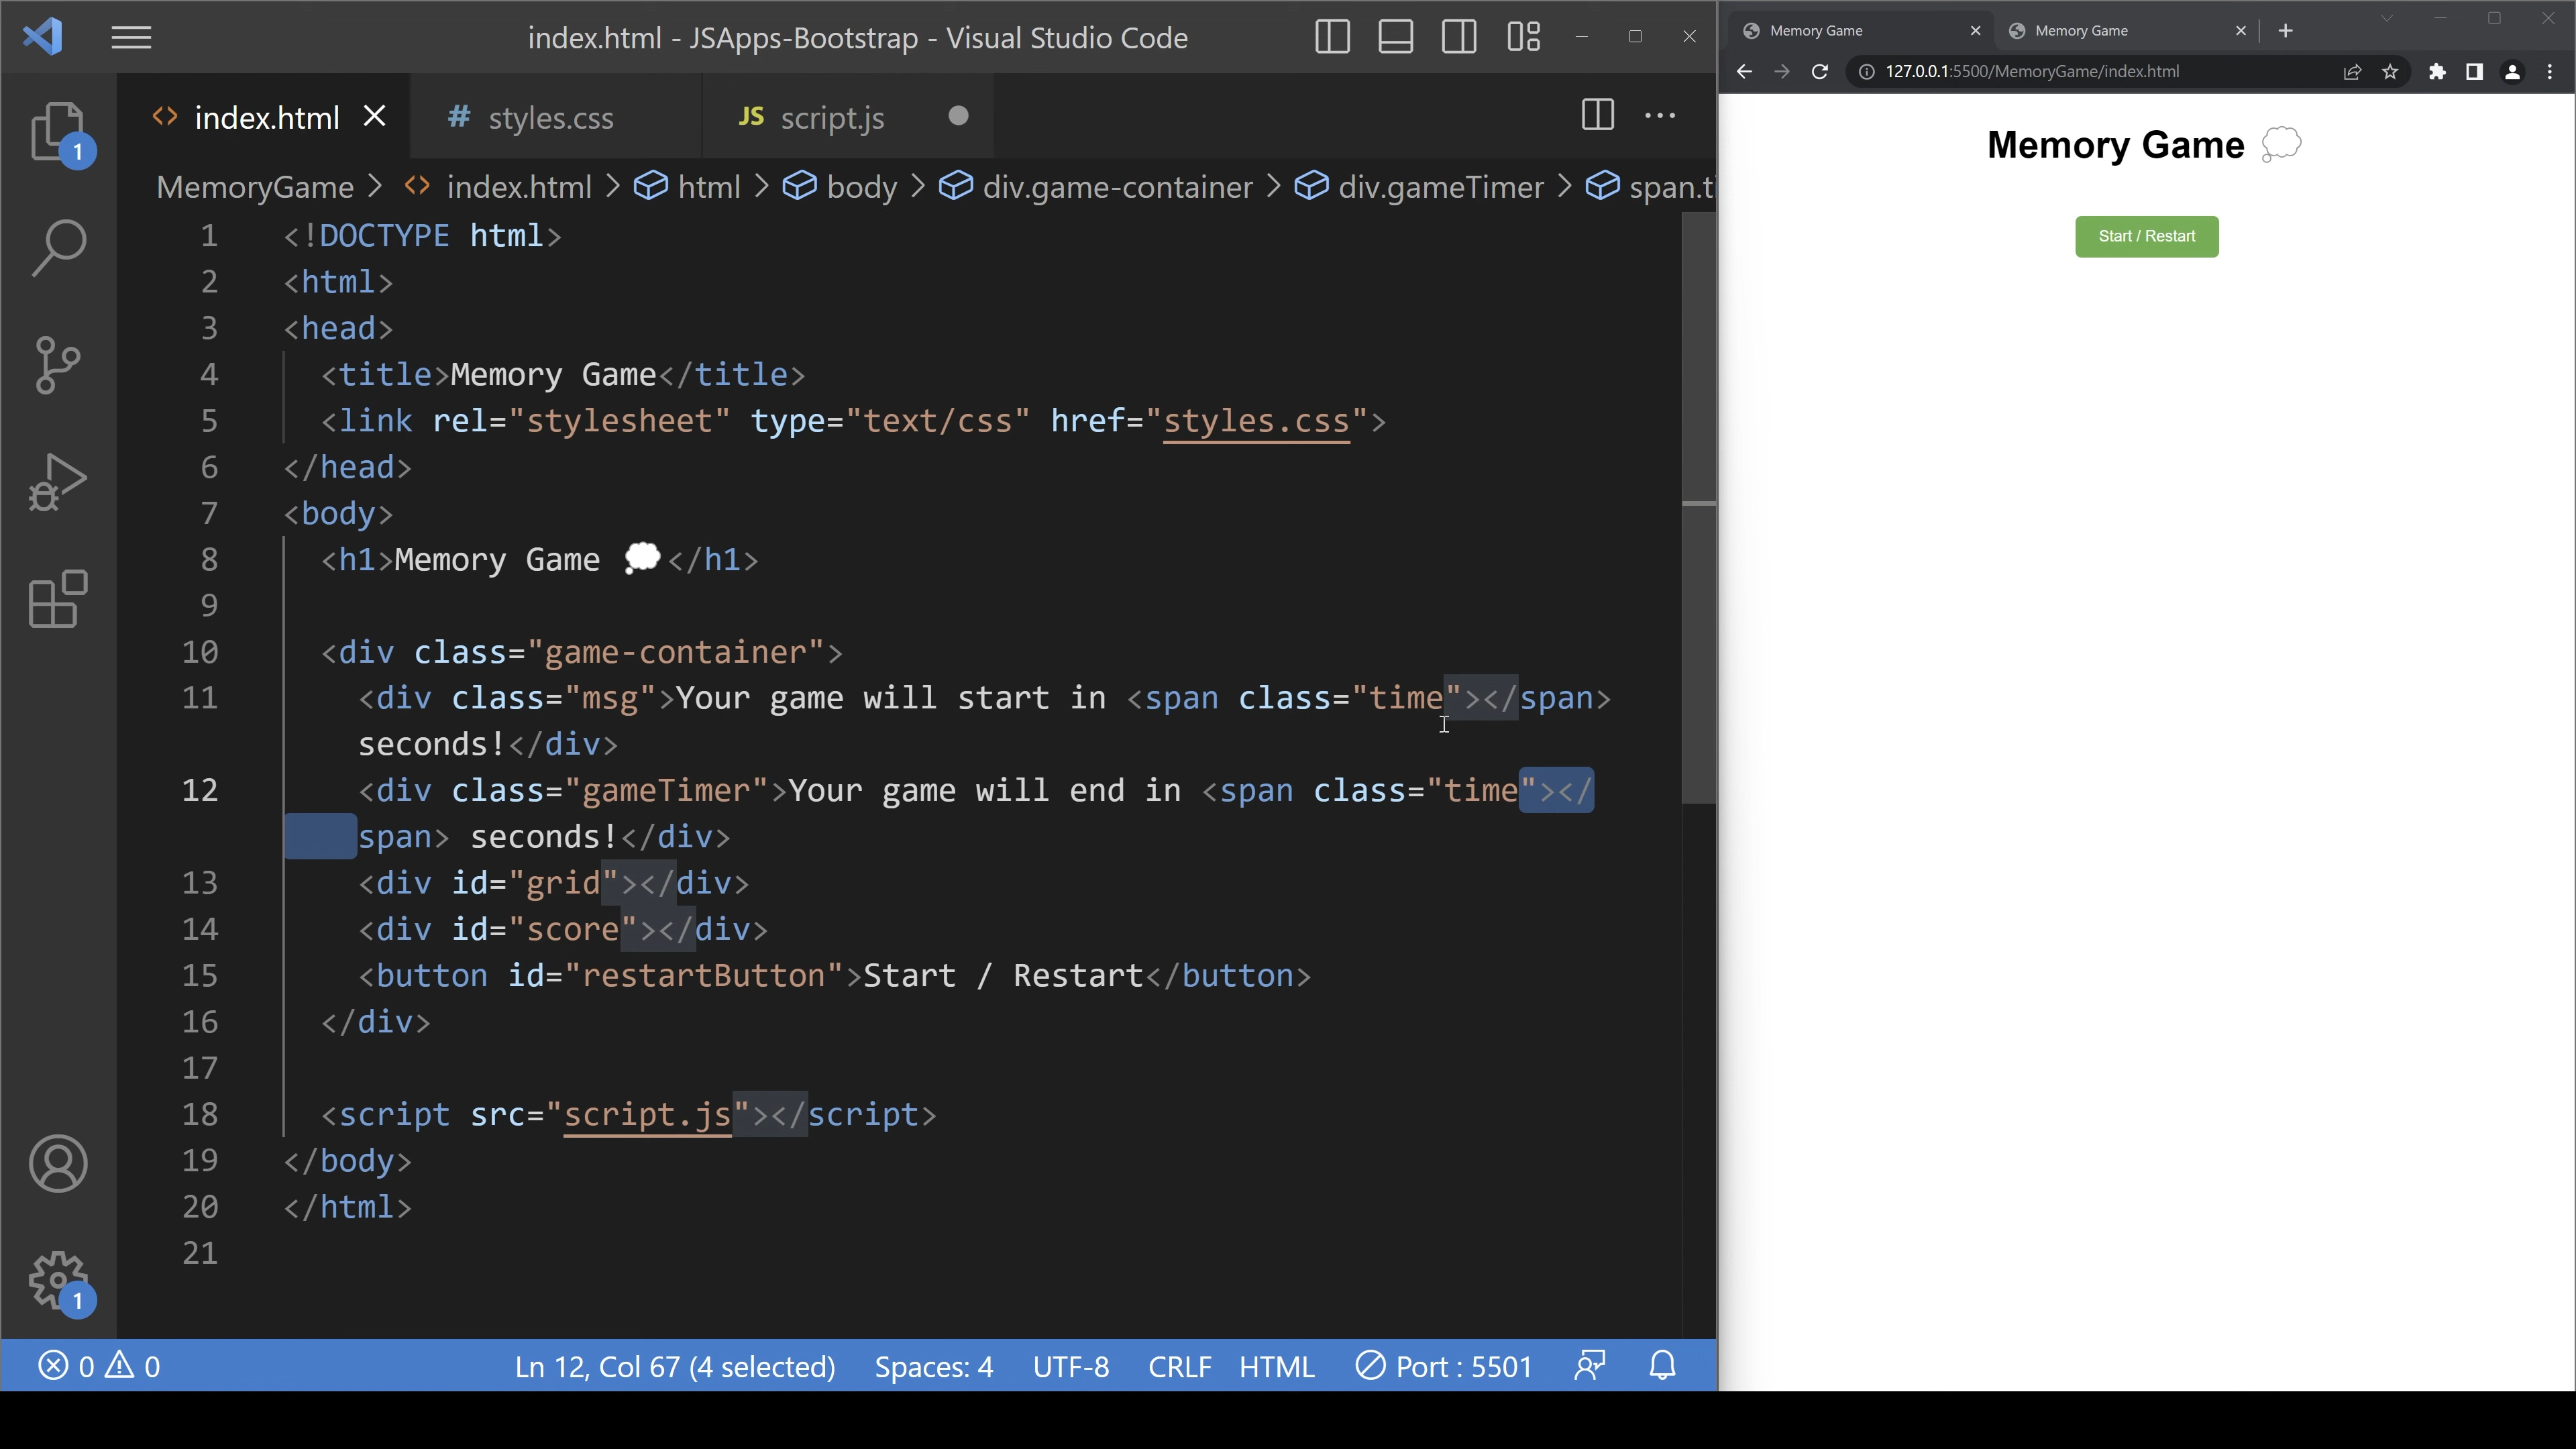 index.html - JSApps-Bootstrap - Visual Studio Code
index.html
# styles.css
JS script.js
1
MemoryGame > index.html > html > body > div.game-container > div.gameTimer > span.ti
1 <!DOCTYPE html>
2 <html>
3 <head>
4 <title>Memory Game</title>
5 <link rel="stylesheet" type="text/css" href="styles.css">
6 </head>
7 <body>
8 <h1>Memory Game 💭</h1>
9
10 <div class="game-container">
11 <div class="msg">Your game will start in <span class="time"></span>
seconds!</div>
12 <div class="gameTimer">Your game will end in <span class="time"></
span> seconds!</div>
13 <div id="grid"></div>
14 <div id="score"></div>
15 <button id="restartButton">Start / Restart</button>
16 </div>
17
18 <script src="script.js"></script>
19 </body>
20 </html>
21
1
0 0 Ln 12, Col 67 (4 selected) Spaces: 4 UTF-8 CRLF HTML Port : 5501
Memory Game
Memory Game
127.0.0.1:5500/MemoryGame/index.html
Memory Game 💭
Start / Restart